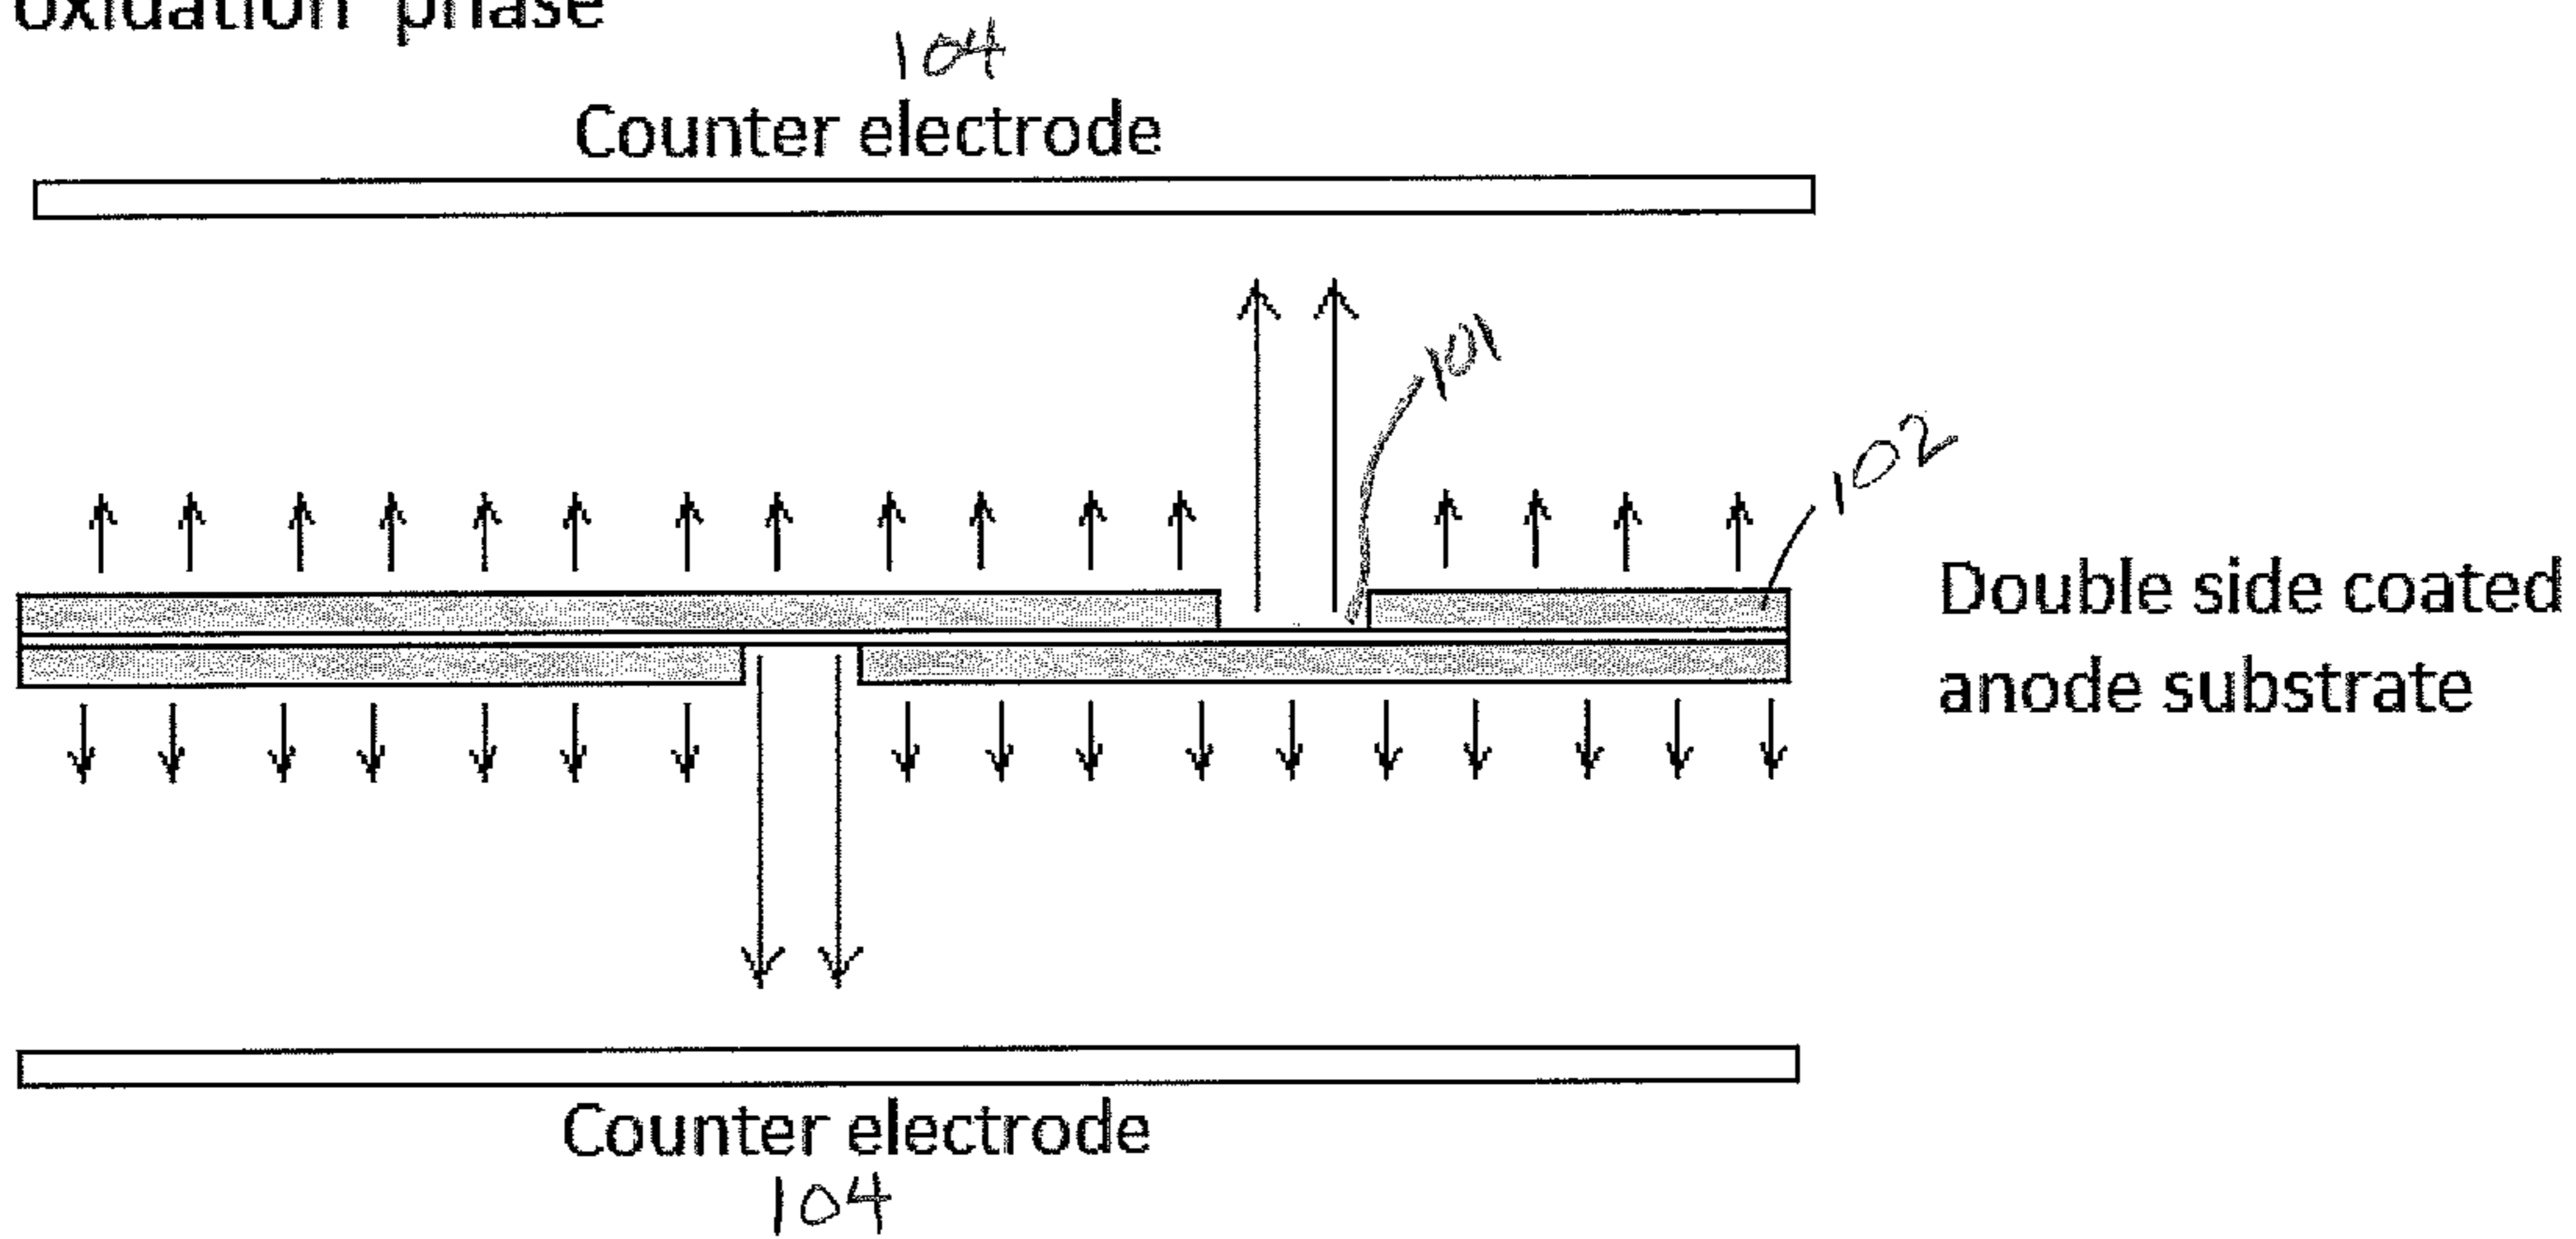 oxidation phase
104
Counter electrode
101
102
Double side coated
anode substrate
Counter electrode
104